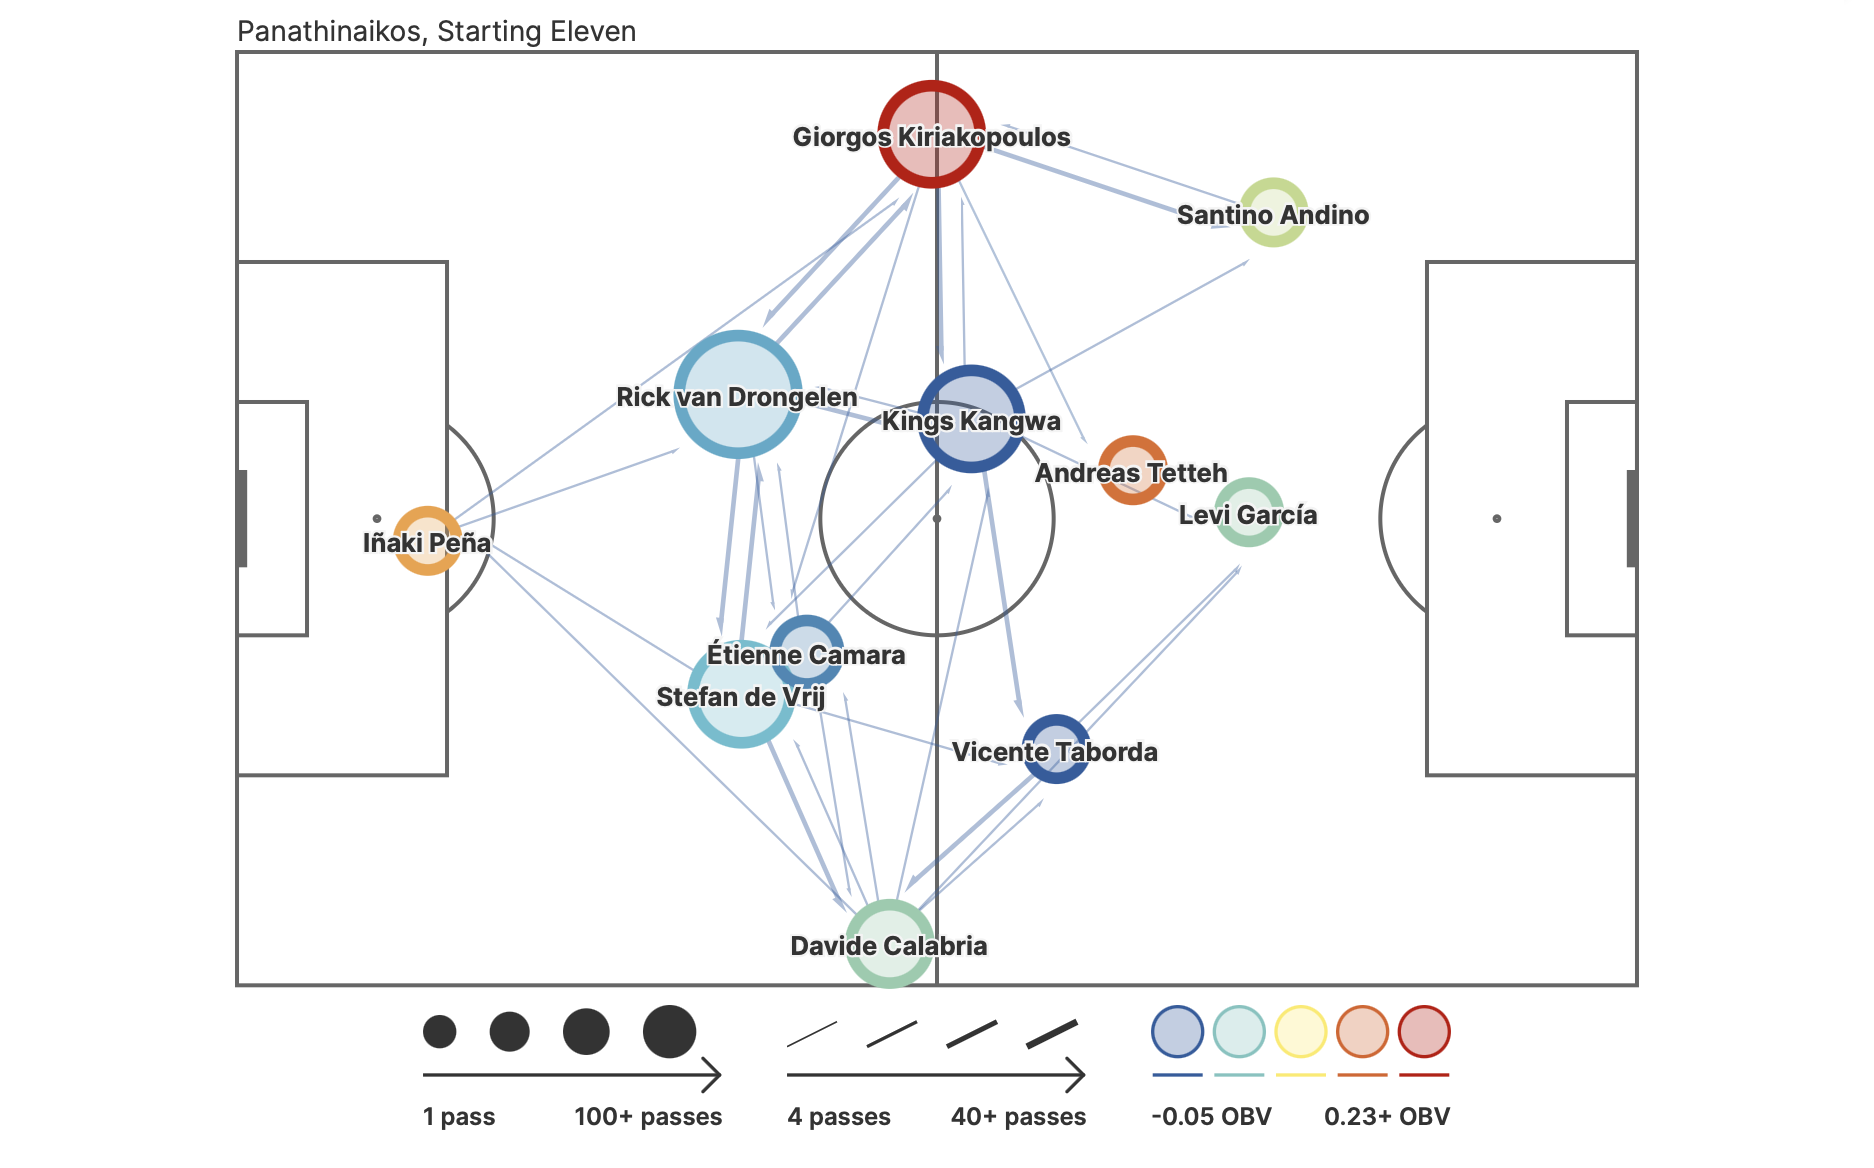 Panathinaikos, Starting Eleven
Giorgos Kiriakopoulos
Santino Andino
Rick van Drongelen
Kings Kangwa
Andreas Tetteh
Levi García
Iñaki Peña
Étienne Camara
Stefan de Vrij
Vicente Taborda
Davide Calabria
1 pass
100+ passes
4 passes
40+ passes
-0.05 OBV
0.23+ OBV